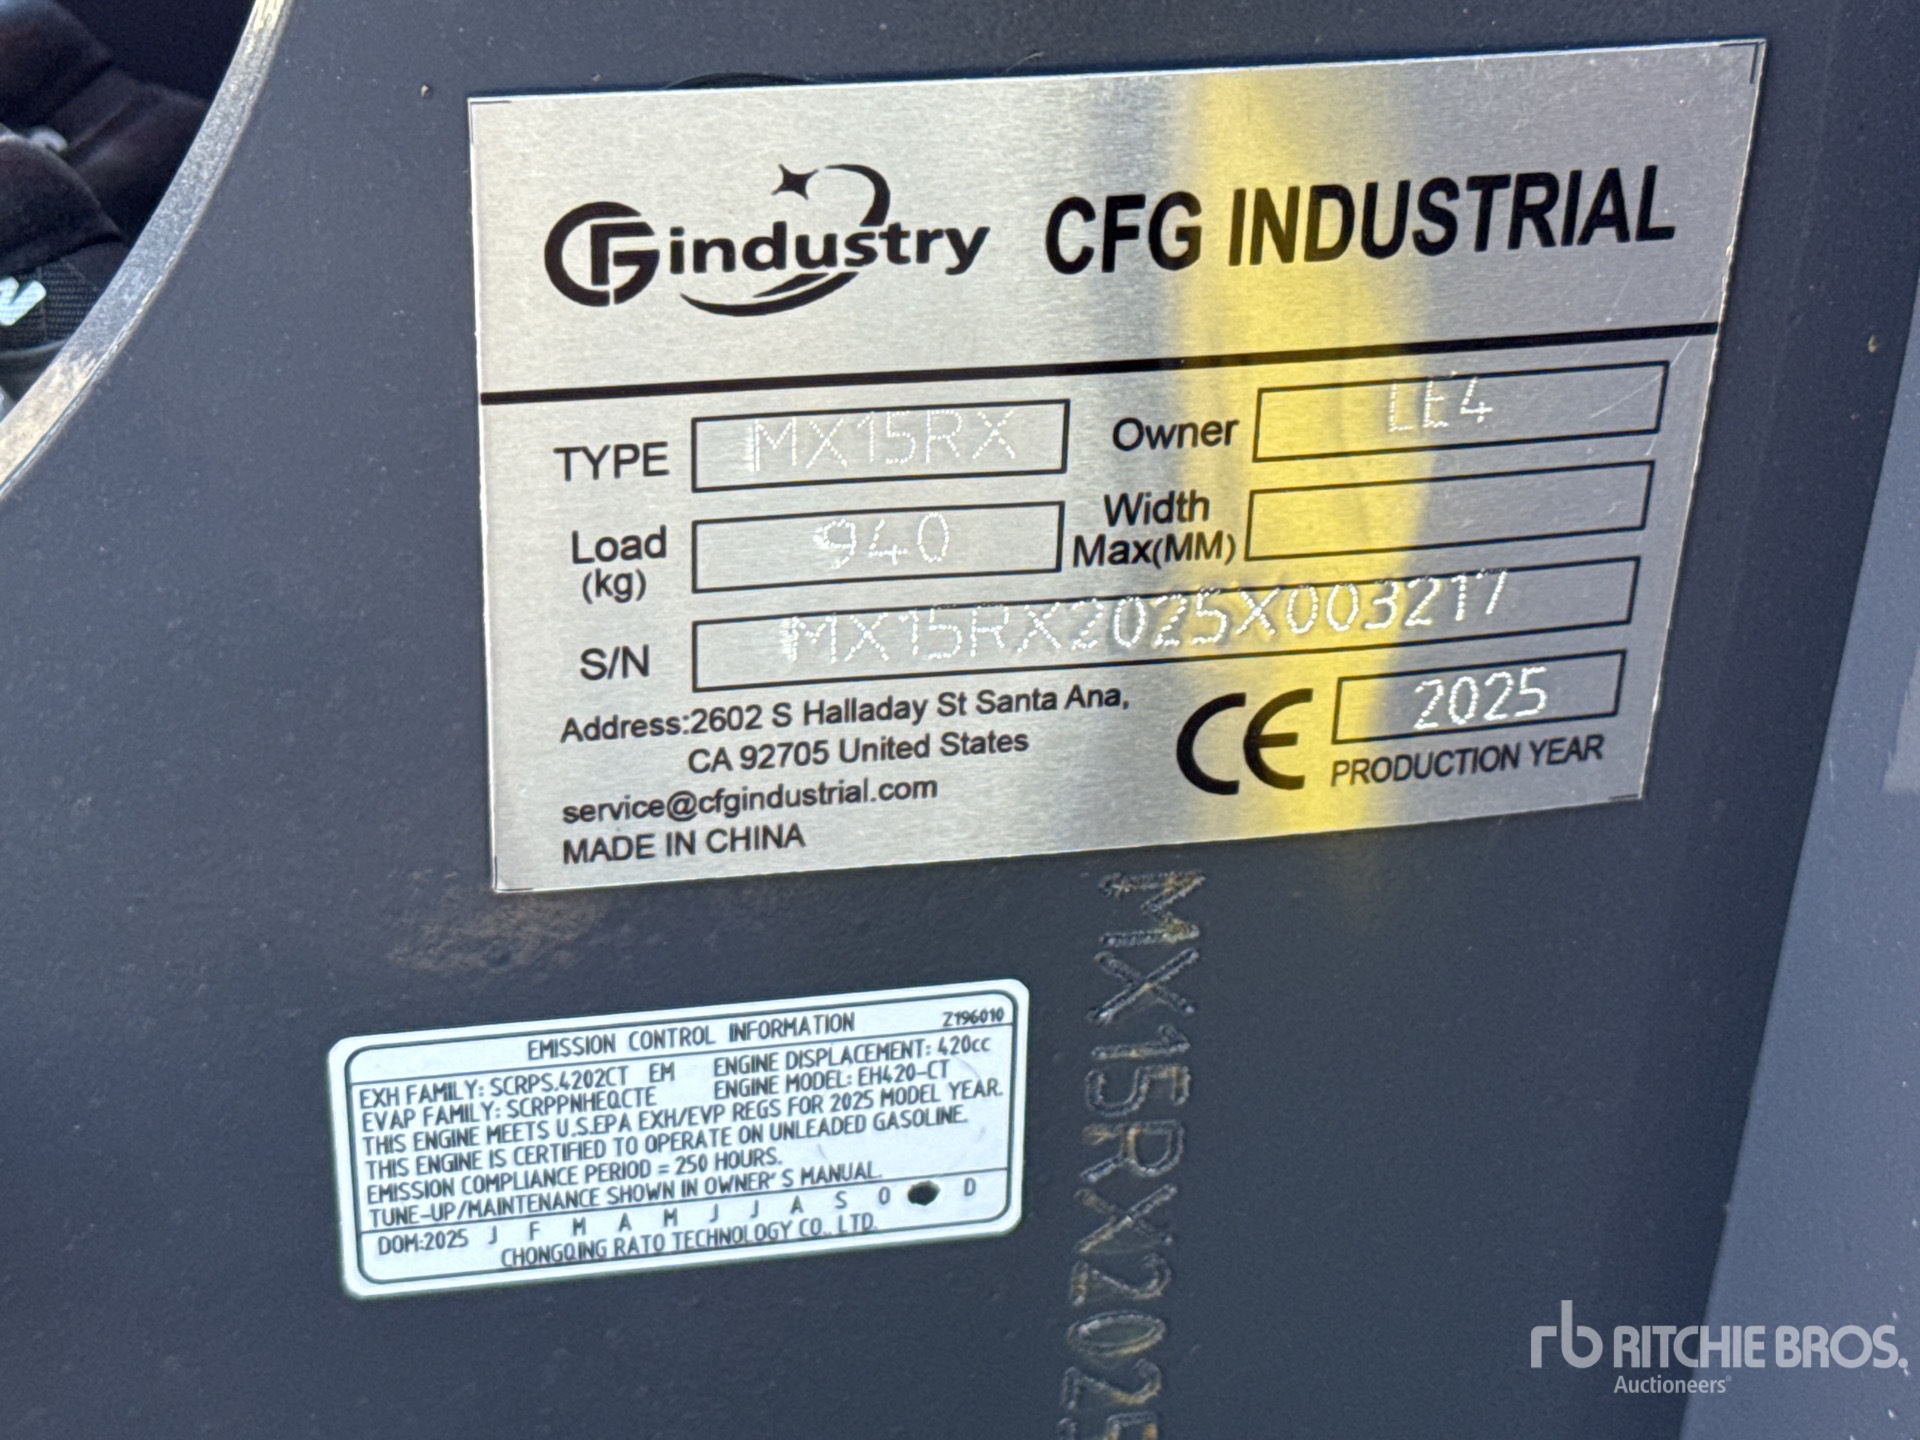 CFG industry CFG INDUSTRIAL
TYPE MX15RX Owner LE4
Load (kg) 940 Width Max(MM)
S/N MX15RX2025X003217
Address:2602 S Halladay St Santa Ana,
CA 92705 United States
service@cfgindustrial.com
MADE IN CHINA
CE 2025
PRODUCTION YEAR
MX15RX2025
EMISSION CONTROL INFORMATION Z196010
EXH FAMILY: SCRPS.4202CT EM ENGINE DISPLACEMENT: 420cc
EVAP FAMILY: SCRPPNHEQCTE ENGINE MODEL: EH420-CT
THIS ENGINE MEETS U.S.EPA EXH/EVP REGS FOR 2025 MODEL YEAR.
THIS ENGINE IS CERTIFIED TO OPERATE ON UNLEADED GASOLINE.
EMISSION COMPLIANCE PERIOD = 250 HOURS.
TUNE-UP/MAINTENANCE SHOWN IN OWNER'S MANUAL.
DOM:2025 J F M A M J J A S O D
CHONGQING RATO TECHNOLOGY CO., LTD.
rb RITCHIE BROS.
Auctioneers